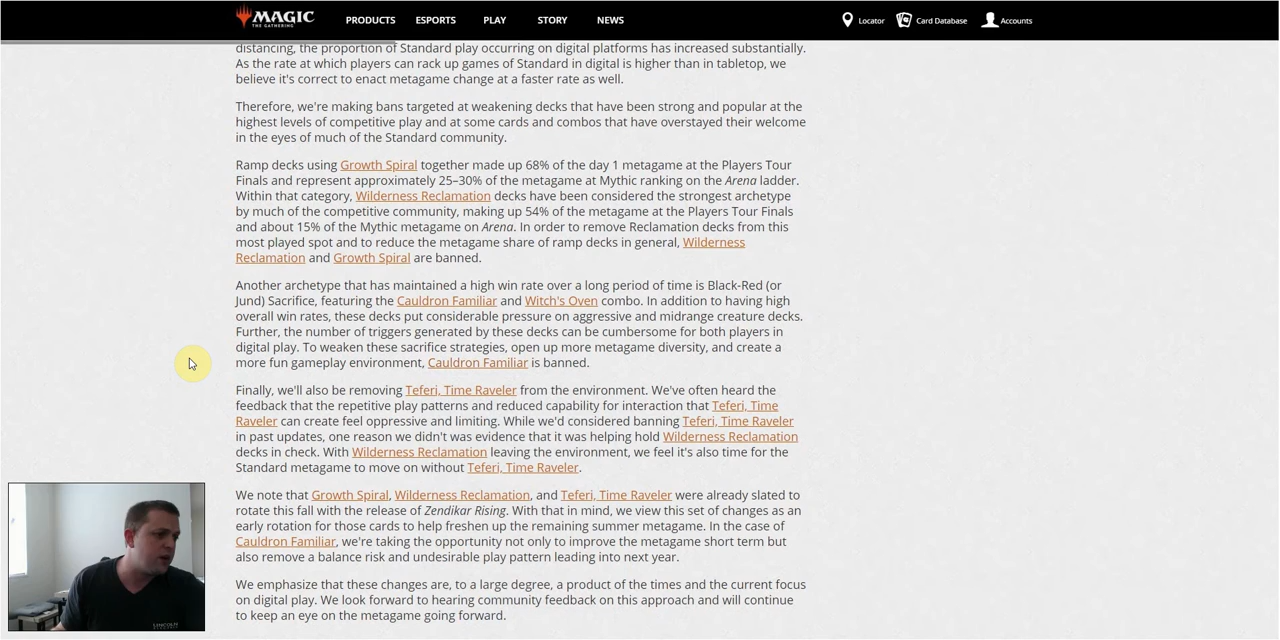 MAGIC
THE GATHERING
PRODUCTS ESPORTS PLAY STORY NEWS
Locator Card Database Accounts
distancing, the proportion of Standard play occurring on digital platforms has increased substantially.
As the rate at which players can rack up games of Standard in digital is higher than in tabletop, we
believe it's correct to enact metagame change at a faster rate as well.
Therefore, we're making bans targeted at weakening decks that have been strong and popular at the
highest levels of competitive play and at some cards and combos that have overstayed their welcome
in the eyes of much of the Standard community.
Ramp decks using Growth Spiral together made up 68% of the day 1 metagame at the Players Tour
Finals and represent approximately 25–30% of the metagame at Mythic ranking on the Arena ladder.
Within that category, Wilderness Reclamation decks have been considered the strongest archetype
by much of the competitive community, making up 54% of the metagame at the Players Tour Finals
and about 15% of the Mythic metagame on Arena. In order to remove Reclamation decks from this
most played spot and to reduce the metagame share of ramp decks in general, Wilderness
Reclamation and Growth Spiral are banned.
Another archetype that has maintained a high win rate over a long period of time is Black-Red (or
Jund) Sacrifice, featuring the Cauldron Familiar and Witch's Oven combo. In addition to having high
overall win rates, these decks put considerable pressure on aggressive and midrange creature decks.
Further, the number of triggers generated by these decks can be cumbersome for both players in
digital play. To weaken these sacrifice strategies, open up more metagame diversity, and create a
more fun gameplay environment, Cauldron Familiar is banned.
Finally, we'll also be removing Teferi, Time Raveler from the environment. We've often heard the
feedback that the repetitive play patterns and reduced capability for interaction that Teferi, Time
Raveler can create feel oppressive and limiting. While we'd considered banning Teferi, Time Raveler
in past updates, one reason we didn't was evidence that it was helping hold Wilderness Reclamation
decks in check. With Wilderness Reclamation leaving the environment, we feel it's also time for the
Standard metagame to move on without Teferi, Time Raveler.
We note that Growth Spiral, Wilderness Reclamation, and Teferi, Time Raveler were already slated to
rotate this fall with the release of Zendikar Rising. With that in mind, we view this set of changes as an
early rotation for those cards to help freshen up the remaining summer metagame. In the case of
Cauldron Familiar, we're taking the opportunity not only to improve the metagame short term but
also remove a balance risk and undesirable play pattern leading into next year.
We emphasize that these changes are, to a large degree, a product of the times and the current focus
on digital play. We look forward to hearing community feedback on this approach and will continue
to keep an eye on the metagame going forward.
LINCOLN